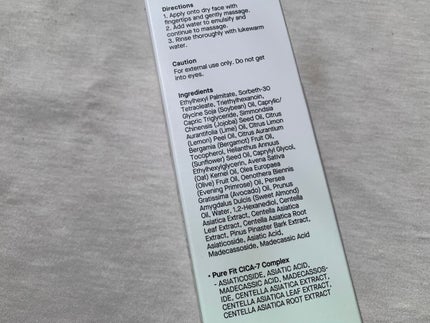 Directions
1. Apply onto dry face with
fingertips and gently massage.
2. Add water to emulsify and
continue to massage.
3. Rinse thoroughly with lukewarm
water.
Caution
For external use only. Do not get
into eyes.
Ingredients
Ethylhexyl Palmitate, Sorbeth-30
Tetraoleate, Triethylhexanoin,
Glycine Soja (Soybean) Oil, Caprylic/
Capric Triglyceride, Simmondsia
Chinensis (Jojoba) Seed Oil, Citrus
Aurantifolia (Lime) Oil, Citrus Limon
(Lemon) Peel Oil, Citrus Aurantium
Bergamia (Bergamot) Fruit Oil,
Tocopherol, Helianthus Annuus
(Sunflower) Seed Oil, Caprylyl Glycol,
Ethylhexylglycerin, Avena Sativa
(Oat) Kernel Oil, Olea Europaea
(Olive) Fruit Oil, Oenothera Biennis
(Evening Primrose) Oil, Persea
Gratissima (Avocado) Oil, Prunus
Amygdalus Dulcis (Sweet Almond)
Oil, Water, 1,2-Hexanediol, Centella
Asiatica Extract, Centella Asiatica
Leaf Extract, Centella Asiatica Root
Extract, Pinus Pinaster Bark Extract,
Asiaticoside, Asiatic Acid,
Madecassoside, Madecassic Acid
• Pure Fit CICA-7 Complex
- ASIATICOSIDE, ASIATIC ACID,
MADECASSIC ACID, MADECASSOS-
IDE, CENTELLA ASIATICA EXTRACT,
CENTELLA ASIATICA LEAF EXTRACT,
CENTELLA ASIATICA ROOT EXTRACT